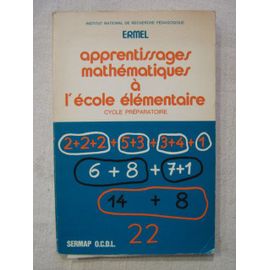 INSTITUT NATIONAL DE RECHERCHE PÉDAGOGIQUE
ERMEL
apprentissages
mathématiques
à
l'école élémentaire
CYCLE PRÉPARATOIRE
2+2+2+5+3+3+4+1
6+8+7+1
14+8
22
SERMAP O.C.D.L.